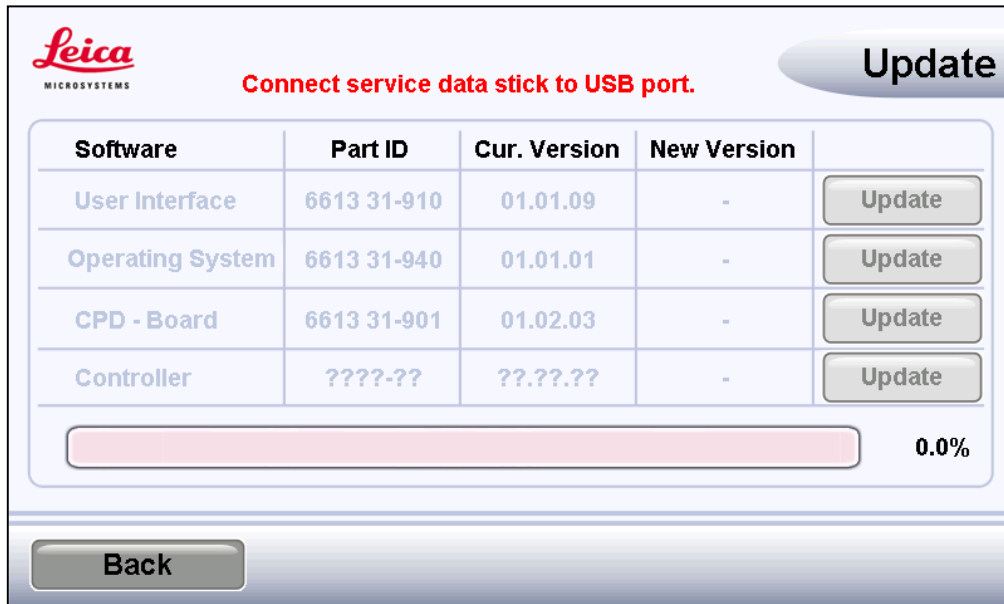 Leica
MICROSYSTEMS
Connect service data stick to USB port.
Update
Software Part ID Cur. Version New Version
User Interface 6613 31-910 01.01.09 - Update
Operating System 6613 31-940 01.01.01 - Update
CPD - Board 6613 31-901 01.02.03 - Update
Controller ????-?? ??.??.?? - Update
0.0%
Back